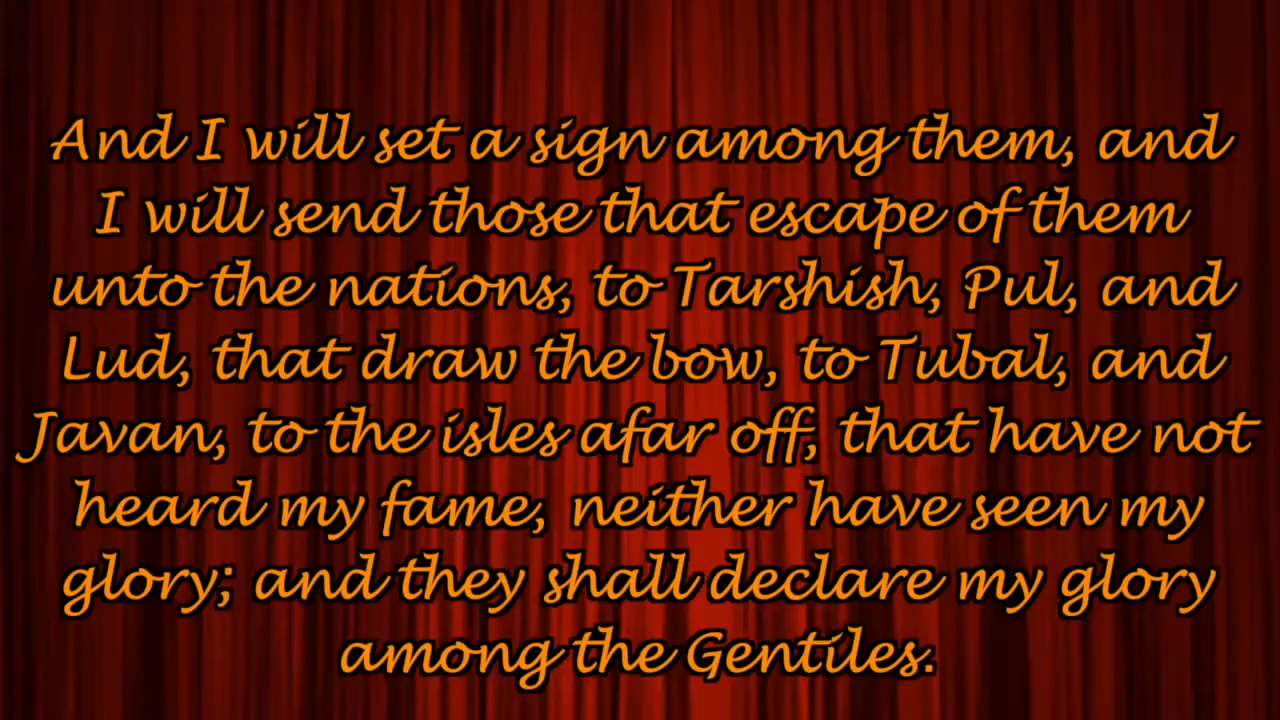 And I will set a sign among them, and
I will send those that escape of them
unto the nations, to Tarshish, Pul, and
Lud, that draw the bow, to Tubal, and
Javan, to the isles afar off, that have not
heard my fame, neither have seen my
glory; and they shall declare my glory
among the Gentiles.